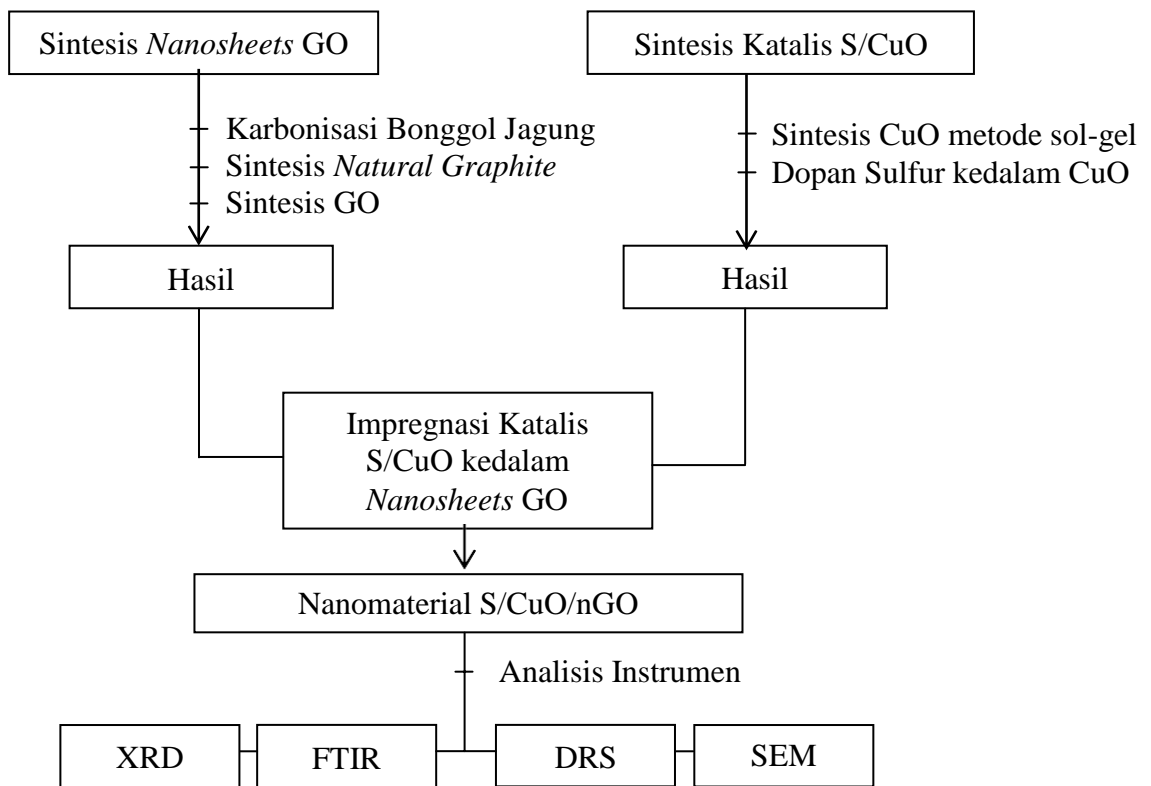 Sintesis Nanosheets GO
Sintesis Katalis S/CuO
Karbonisasi Bonggol Jagung
Sintesis Natural Graphite
Sintesis GO
Sintesis CuO metode sol-gel
Dopan Sulfur kedalam CuO
Hasil
Hasil
Impregnasi Katalis
S/CuO kedalam
Nanosheets GO
Nanomaterial S/CuO/nGO
Analisis Instrumen
XRD
FTIR
DRS
SEM